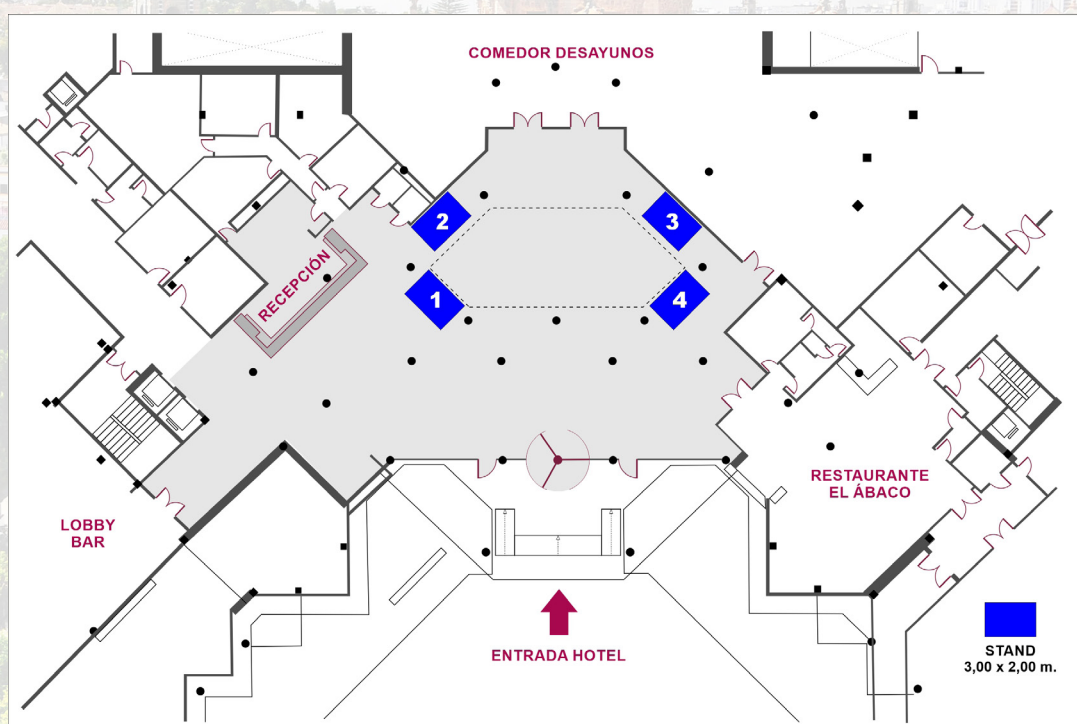 COMEDOR DESAYUNOS
2
3
RECEPCIÓN
1
4
RESTAURANTE
EL ÁBACO
LOBBY
BAR
ENTRADA HOTEL
STAND
3,00 x 2,00 m.